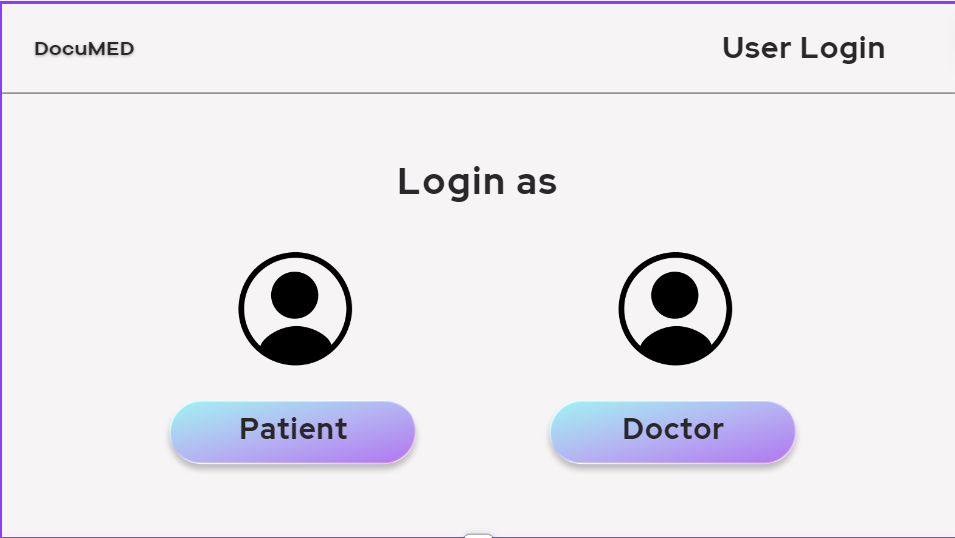 DocuMED
User Login
Login as
Patient
Doctor